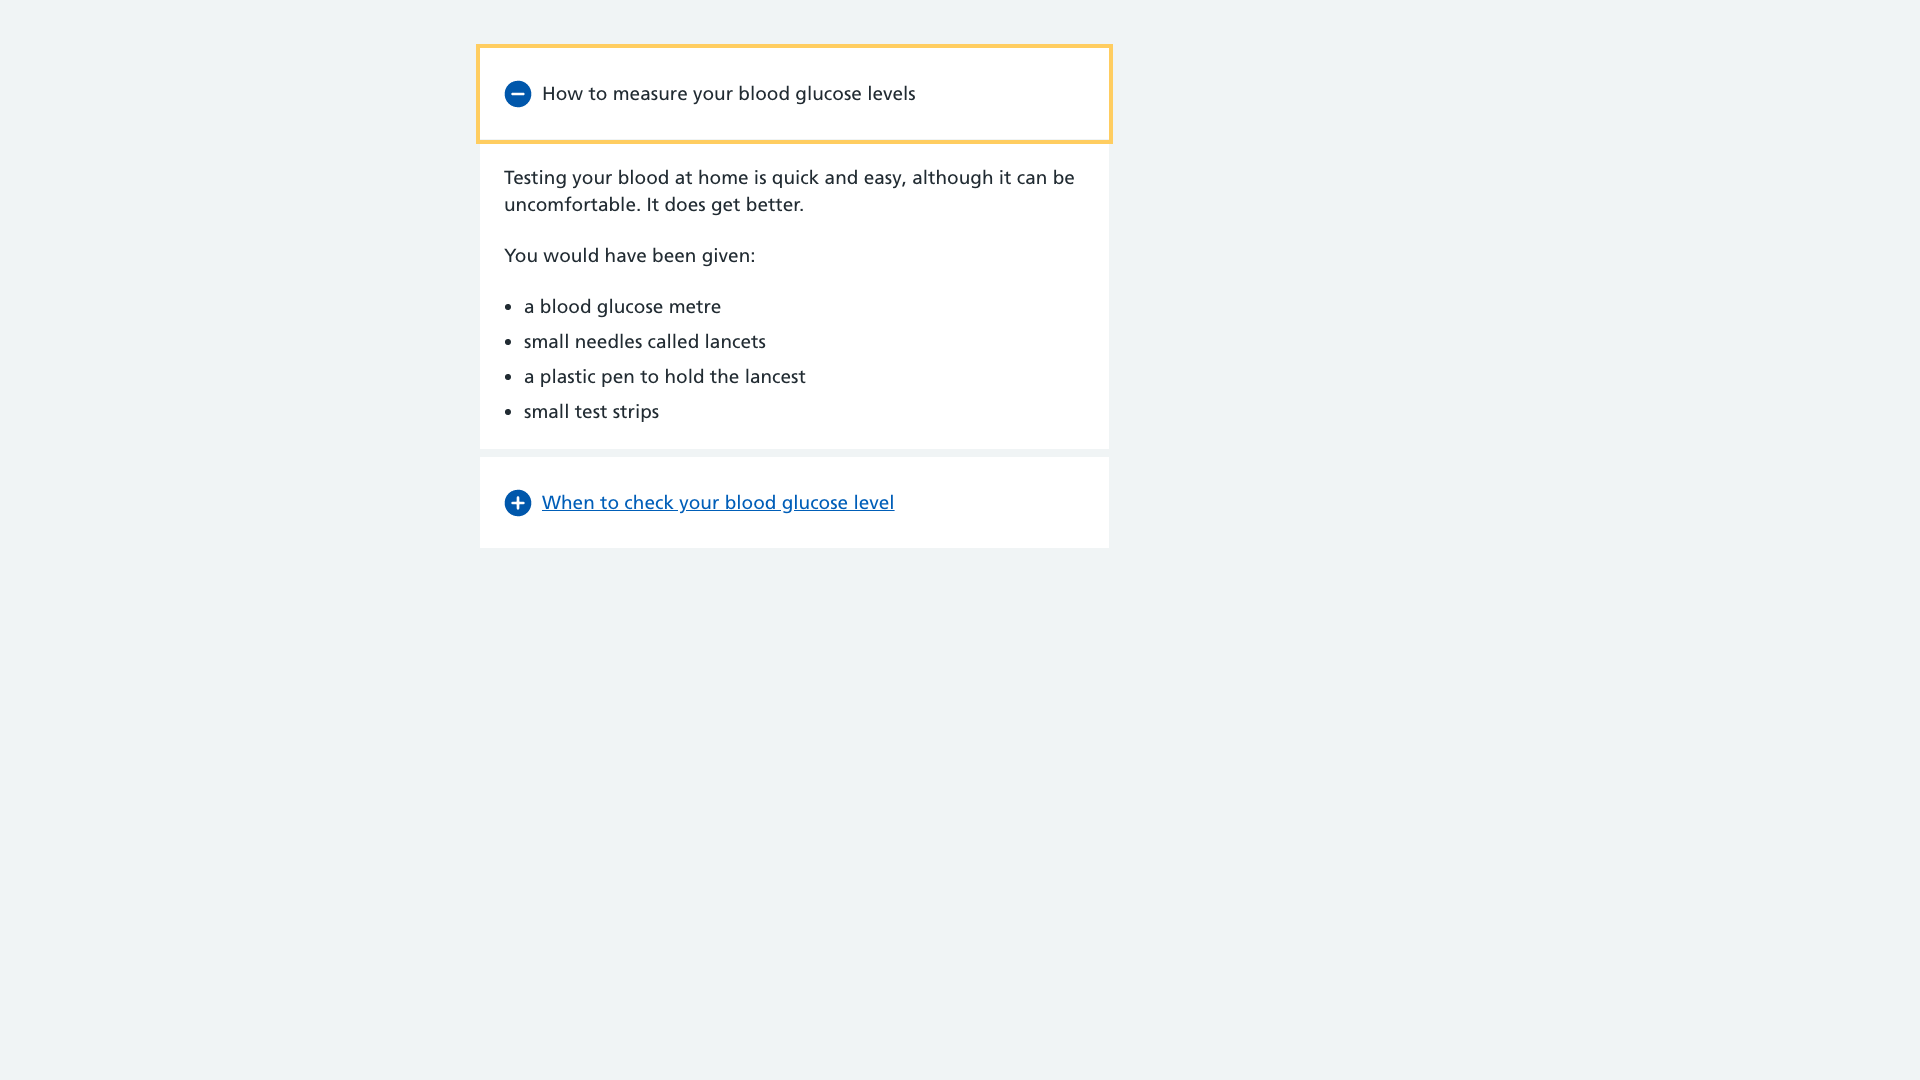 How to measure your blood glucose levels
Testing your blood at home is quick and easy, although it can be
uncomfortable. It does get better.
You would have been given:
a blood glucose metre
small needles called lancets
a plastic pen to hold the lancest
small test strips
When to check your blood glucose level